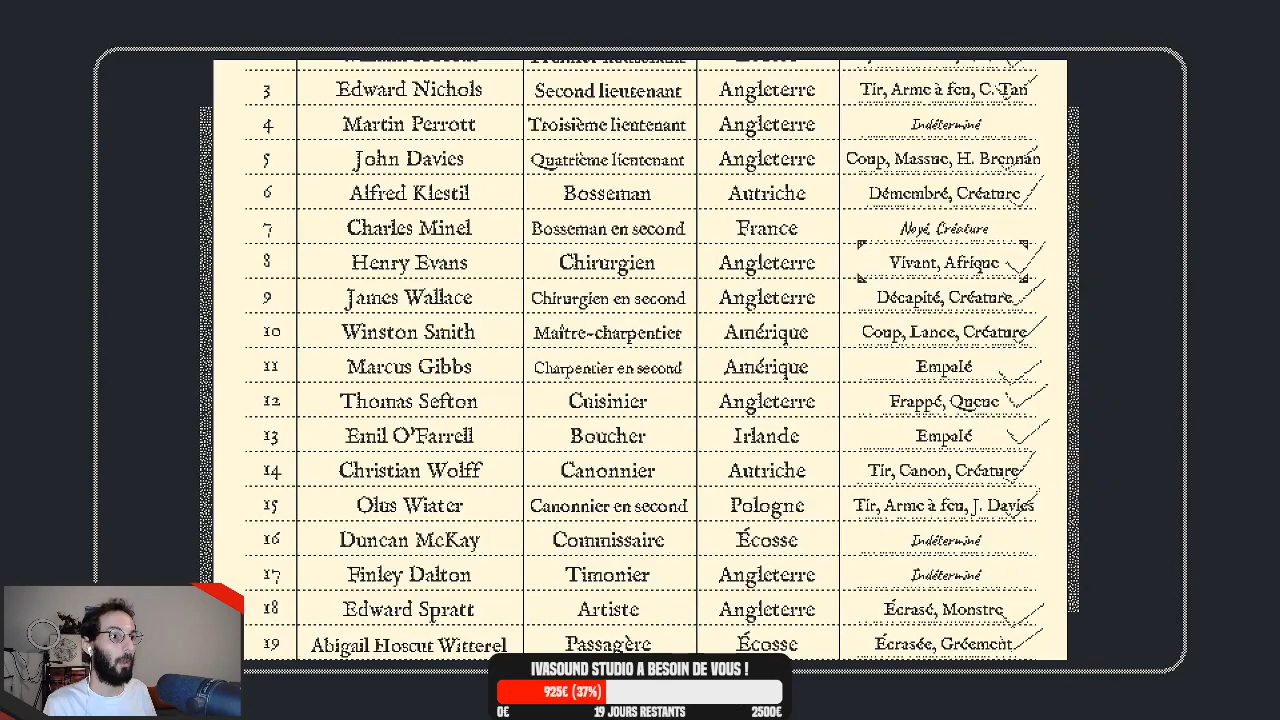 3 Edward Nichols Second lieutenant Angleterre Tir, Arme à feu, C. Tan
4 Martin Perrott Troisième lieutenant Angleterre Indéterminé
5 John Davies Quatrième lieutenant Angleterre Coup, Massue, H. Brennan
6 Alfred Klestil Bosseman Autriche Démembré, Créature
7 Charles Minel Bosseman en second France Noyé, Créature
8 Henry Evans Chirurgien Angleterre Vivant, Afrique
9 James Wallace Chirurgien en second Angleterre Décapité, Créature
10 Winston Smith Maître-charpentier Amérique Coup, Lance, Créature
11 Marcus Gibbs Charpentier en second Amérique Empalé
12 Thomas Sefton Cuisinier Angleterre Frappé, Queue
13 Emil O'Farrell Boucher Irlande Empalé
14 Christian Wolff Canonnier Autriche Tir, Canon, Créature
15 Olus Wiater Canonnier en second Pologne Tir, Arme à feu, J. Davies
16 Duncan McKay Commissaire Écosse Indéterminé
17 Finley Dalton Timonier Angleterre Indéterminé
18 Edward Spratt Artiste Angleterre Écrasé, Monstre
19 Abigail Hoscut Witterel Passagère Écosse Écrasée, Gréement
IVASOUND STUDIO A BESOIN DE VOUS !
925€ (37%)
0€ 19 JOURS RESTANTS 2500€